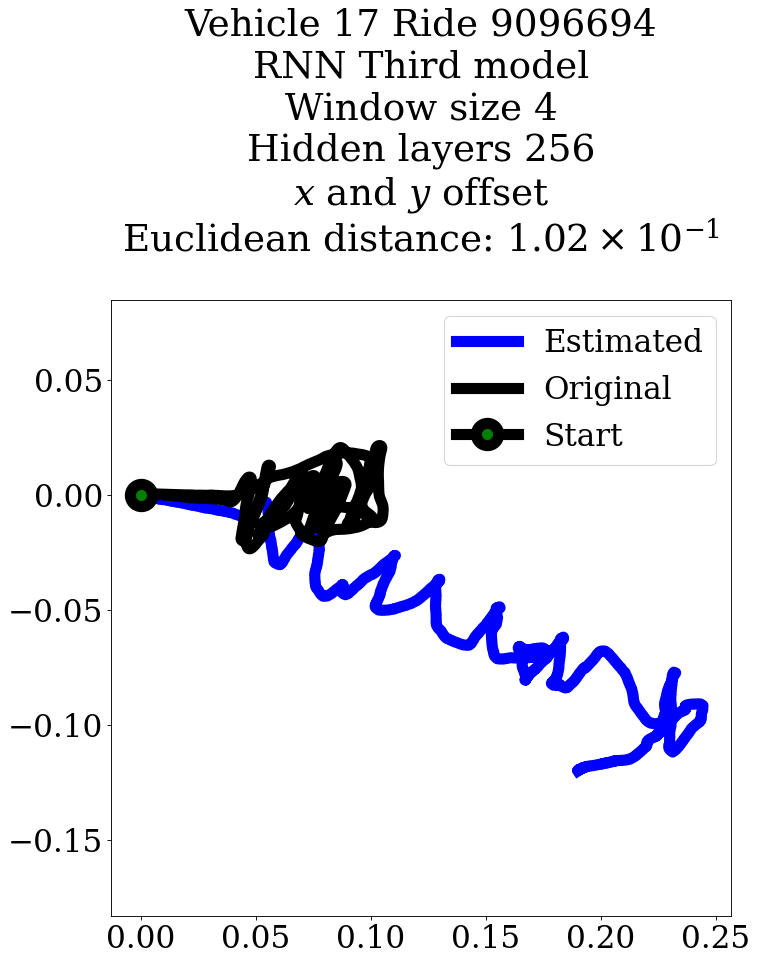 Vehicle 17 Ride 9096694
RNN Third model
Window size 4
Hidden layers 256
x and y offset
Euclidean distance: 1.02 × 10⁻¹
Estimated
Original
Start
0.05
0.00
−0.05
−0.10
−0.15
0.00 0.05 0.10 0.15 0.20 0.25